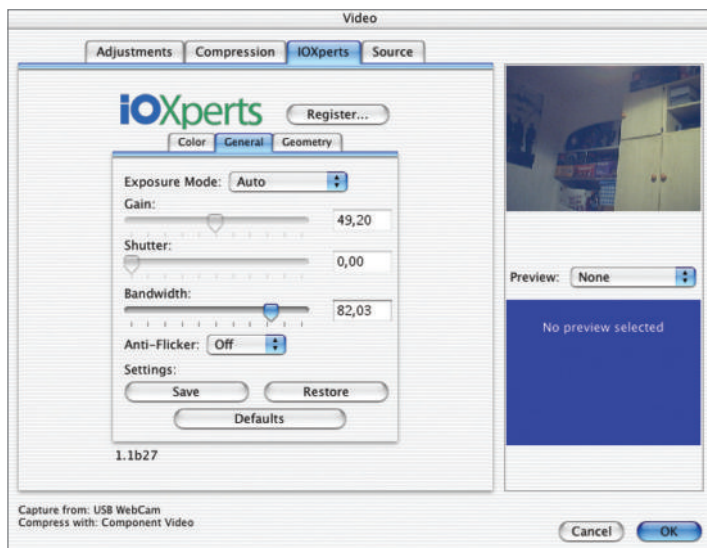 Video
Adjustments Compression IOXperts Source
iOXperts Register...
Color General Geometry
Exposure Mode: Auto
Gain:
49,20
Shutter:
0,00
Bandwidth:
82,03
Anti-Flicker: Off
Settings:
Save Restore
Defaults
1.1b27
Preview: None
No preview selected
Capture from: USB WebCam
Compress with: Component Video
Cancel OK